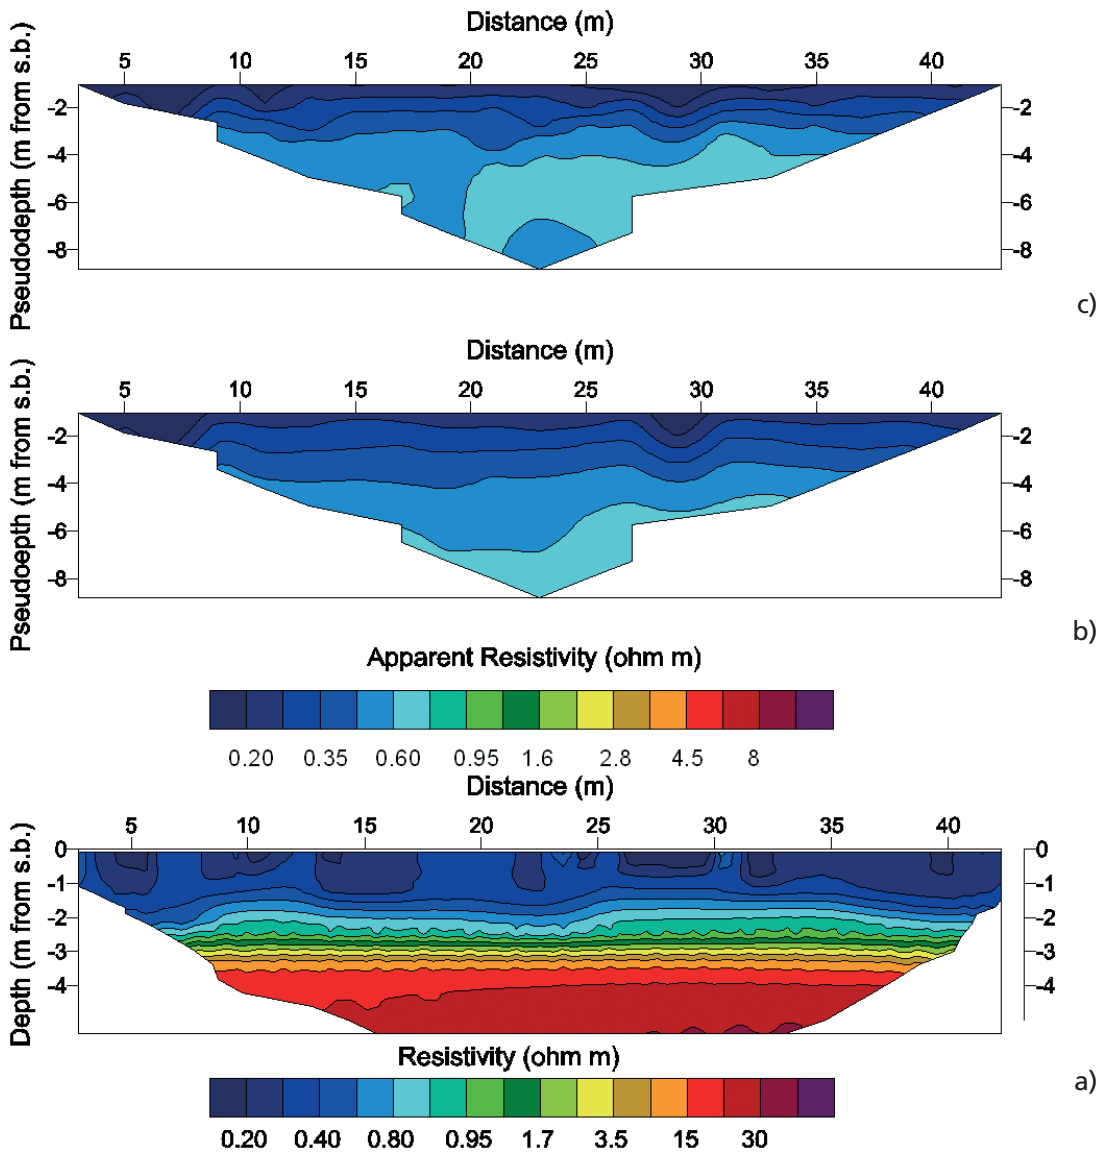 Distance (m)
5 10 15 20 25 30 35 40
Pseudodepth (m from s.b.)
-2 -2
-4 -4
-6 -6
-8 -8
c)
Distance (m)
5 10 15 20 25 30 35 40
Pseudoepth (m from s.b.)
-2 -2
-4 -4
-6 -6
-8 -8
b)
Apparent Resistivity (ohm m)
0.20 0.35 0.60 0.95 1.6 2.8 4.5 8
Distance (m)
5 10 15 20 25 30 35 40
Depth (m from s.b.)
0 0
-1 -1
-2 -2
-3 -3
-4 -4
Resistivity (ohm m)
a)
0.20 0.40 0.80 0.95 1.7 3.5 15 30